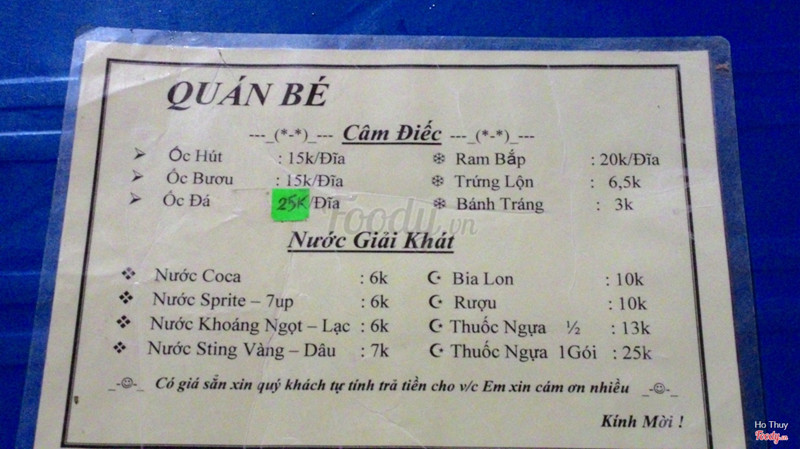 QUÁN BÉ
---_(*-*)_--- Câm Điếc ---_(*-*)_---
➢ Ốc Hút : 15k/Đĩa
➢ Ốc Bươu : 15k/Đĩa
➢ Ốc Đá 25K/Đĩa
❄ Ram Bắp : 20k/Đĩa
❄ Trứng Lộn : 6,5k
❄ Bánh Tráng : 3k
Foody.vn
Nước Giải Khát
❖ Nước Coca : 6k
❖ Nước Sprite – 7up : 6k
❖ Nước Khoáng Ngọt – Lạc : 6k
❖ Nước Sting Vàng – Dâu : 7k
☪ Bia Lon : 10k
☪ Rượu : 10k
☪ Thuốc Ngựa ½ : 13k
☪ Thuốc Ngựa 1Gói : 25k
_-☺-_ Có giá sẳn xin quý khách tự tính trả tiền cho v/c Em xin cám ơn nhiều _-☺-_
Kính Mời !
Ho Thuy
Foody.vn